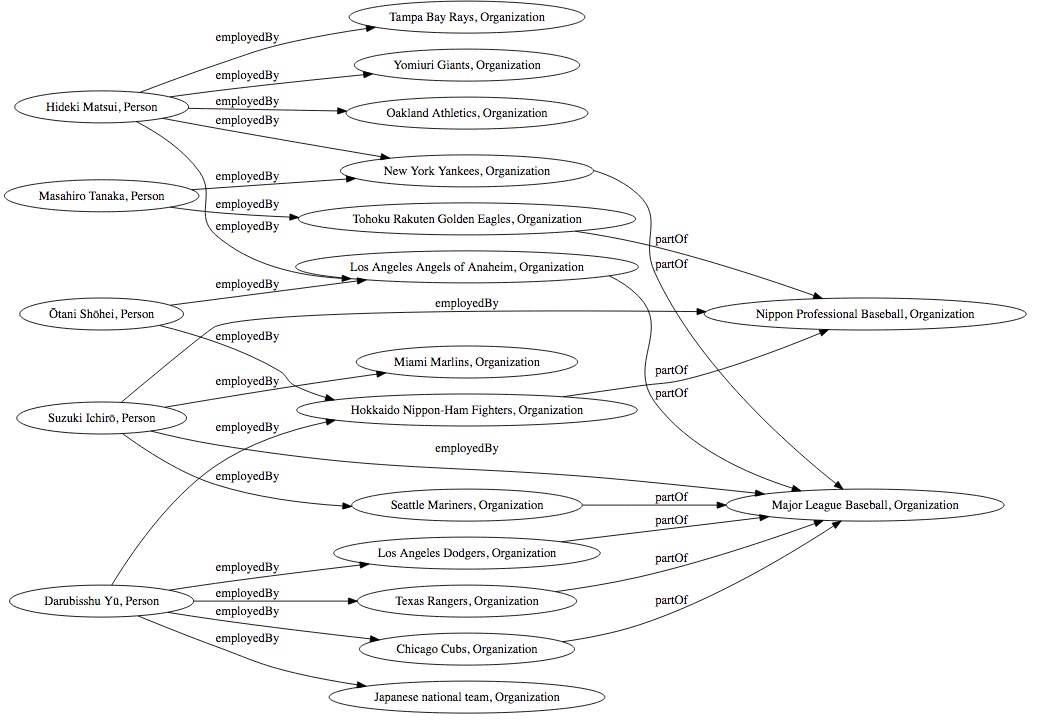 Tampa Bay Rays, Organization
employedBy
Yomiuri Giants, Organization
employedBy
Hideki Matsui, Person
employedBy
Oakland Athletics, Organization
employedBy
New York Yankees, Organization
employedBy
Masahiro Tanaka, Person
employedBy
Tohoku Rakuten Golden Eagles, Organization
employedBy
partOf
partOf
Los Angeles Angels of Anaheim, Organization
employedBy
employedBy
Ōtani Shōhei, Person
Nippon Professional Baseball, Organization
employedBy
Miami Marlins, Organization
partOf
employedBy
partOf
Hokkaido Nippon-Ham Fighters, Organization
Suzuki Ichirō, Person
employedBy
employedBy
employedBy
Seattle Mariners, Organization
partOf
Major League Baseball, Organization
partOf
Los Angeles Dodgers, Organization
partOf
employedBy
employedBy
Darubisshu Yū, Person
Texas Rangers, Organization
partOf
employedBy
employedBy
Chicago Cubs, Organization
Japanese national team, Organization